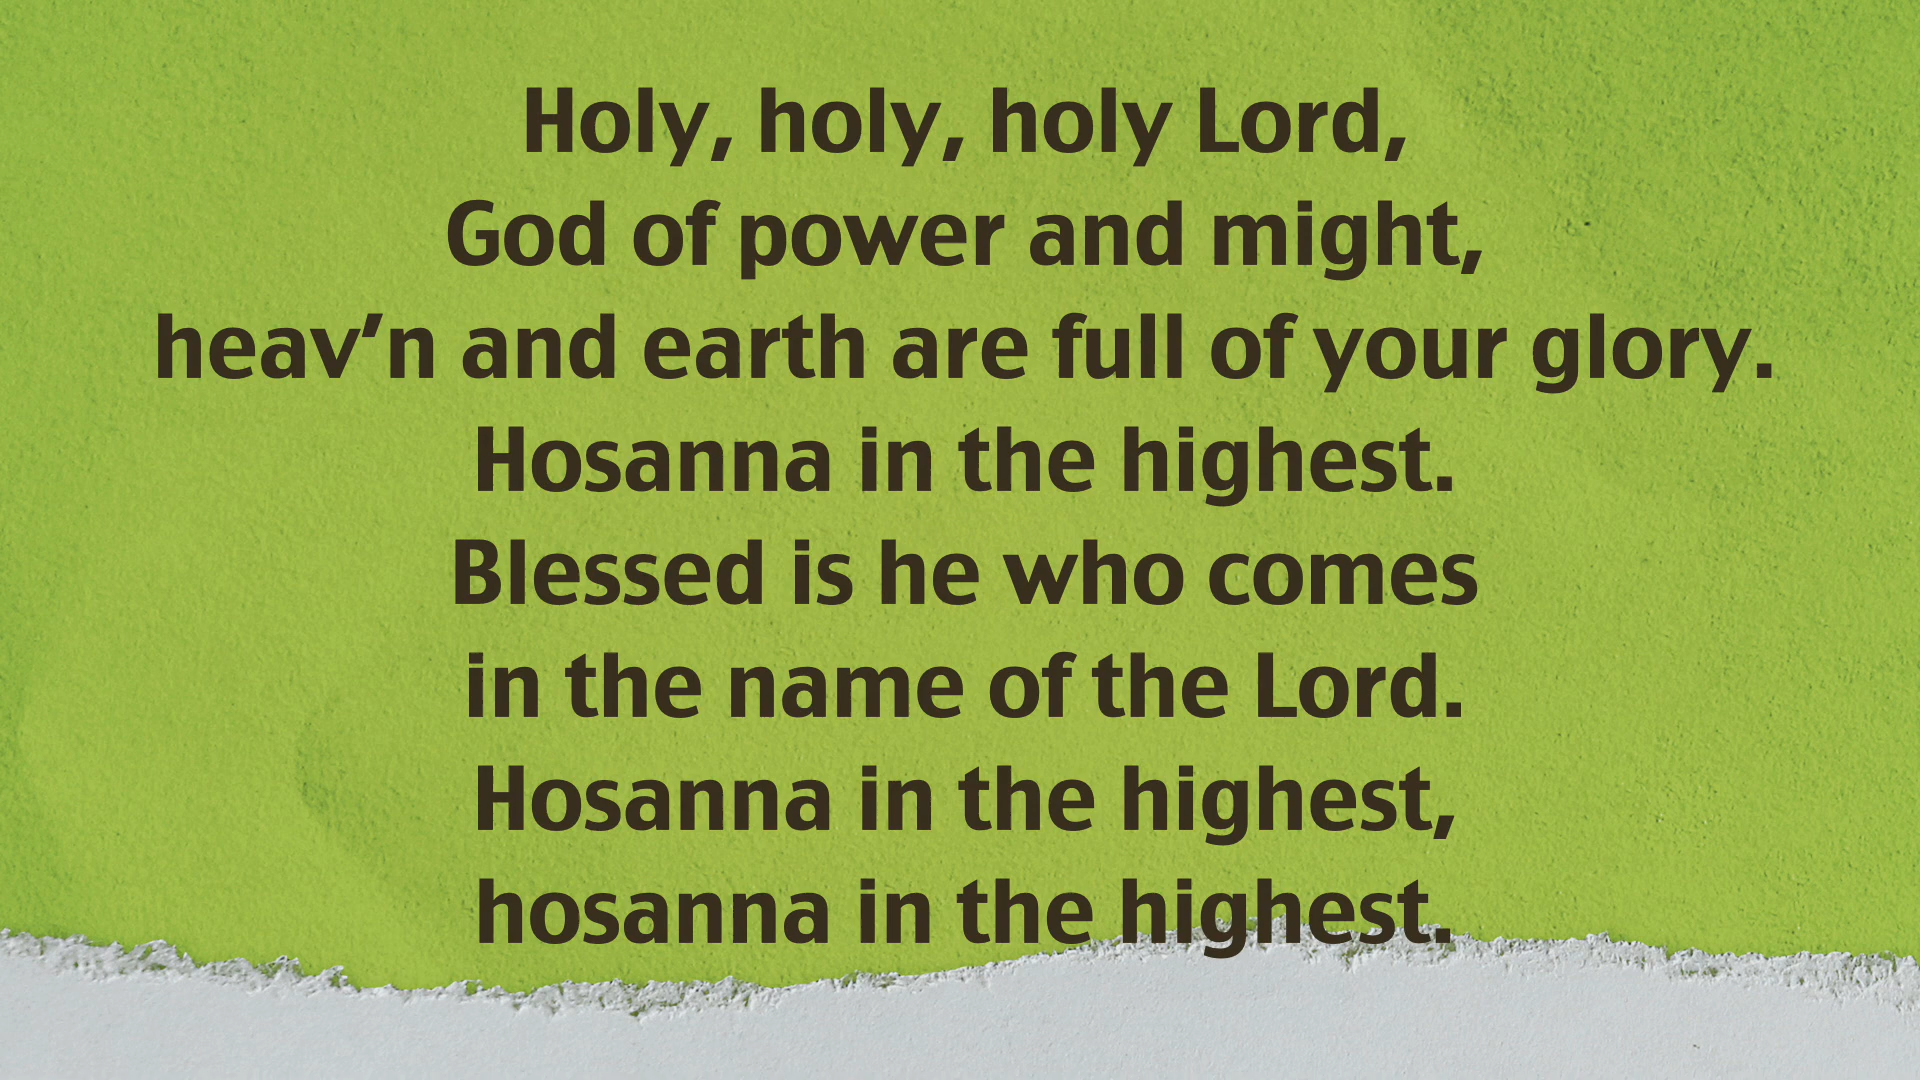 Holy, holy, holy Lord,
God of power and might,
heav’n and earth are full of your glory.
Hosanna in the highest.
Blessed is he who comes
in the name of the Lord.
Hosanna in the highest,
hosanna in the highest.